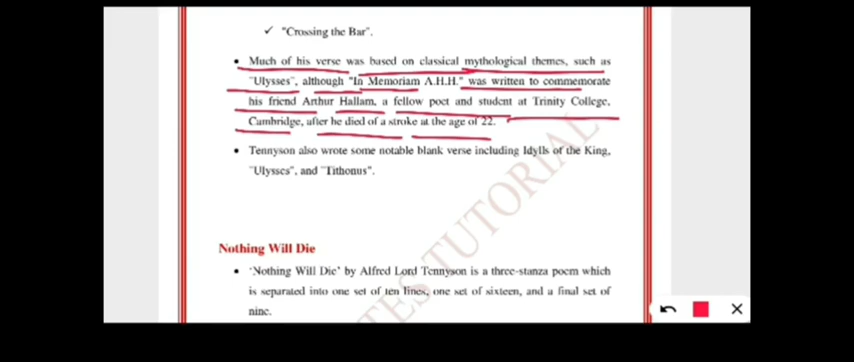 ✓ "Crossing the Bar".
• Much of his verse was based on classical mythological themes, such as
"Ulysses", although "In Memoriam A.H.H." was written to commemorate
his friend Arthur Hallam, a fellow poet and student at Trinity College,
Cambridge, after he died of a stroke at the age of 22.
• Tennyson also wrote some notable blank verse including Idylls of the King,
"Ulysses", and "Tithonus".
Nothing Will Die
• 'Nothing Will Die' by Alfred Lord Tennyson is a three-stanza poem which
is separated into one set of ten lines, one set of sixteen, and a final set of
nine.
TES TUTORIAL